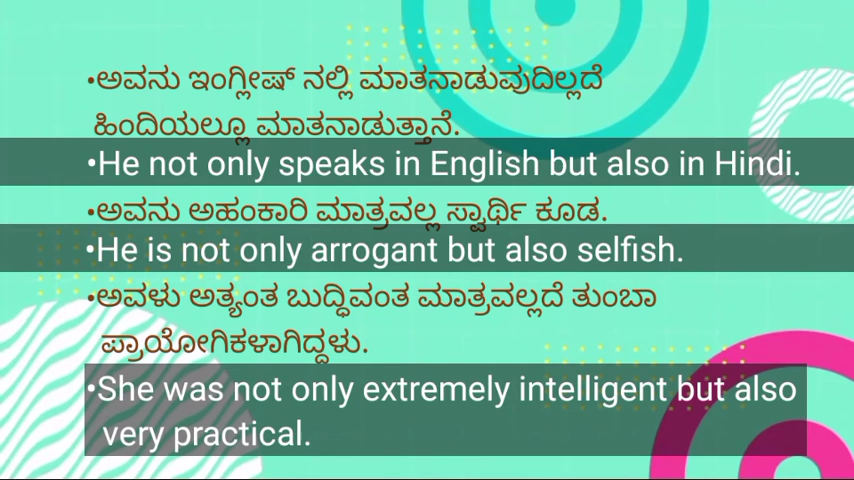 •ಅವನು ಇಂಗ್ಲೀಷ್ ನಲ್ಲಿ ಮಾತನಾಡುವುದಿಲ್ಲದೆ
ಹಿಂದಿಯಲ್ಲೂ ಮಾತನಾಡುತ್ತಾನೆ.
•He not only speaks in English but also in Hindi.
•ಅವನು ಅಹಂಕಾರಿ ಮಾತ್ರವಲ್ಲ ಸ್ವಾರ್ಥಿ ಕೂಡ.
•He is not only arrogant but also selfish.
•ಅವಳು ಅತ್ಯಂತ ಬುದ್ಧಿವಂತ ಮಾತ್ರವಲ್ಲದೆ ತುಂಬಾ
ಪ್ರಾಯೋಗಿಕಳಾಗಿದ್ದಳು.
•She was not only extremely intelligent but also
very practical.